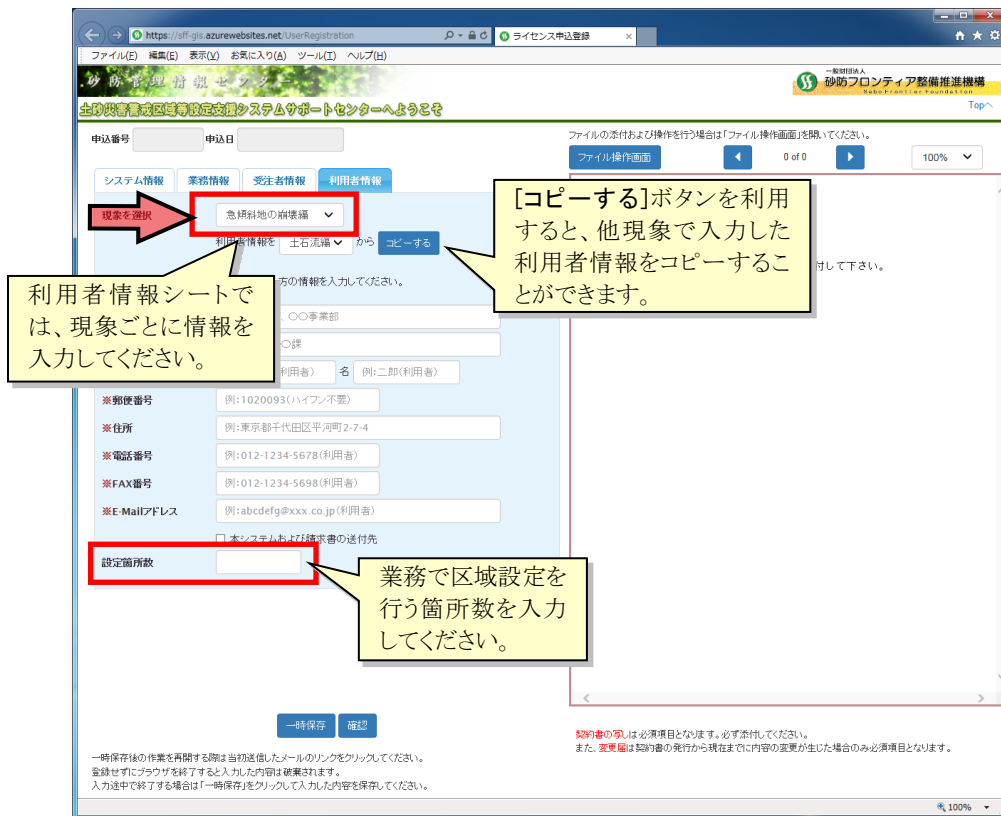 https://sff-gis.azurewebsites.net/UserRegistration
ライセンス申込登録
ファイル(F) 編集(E) 表示(V) お気に入り(A) ツール(T) ヘルプ(H)
砂防管理情報センター
一般財団法人
砂防フロンティア整備推進機構
Sabo Frontier Foundation
土砂災害警戒区域等設定支援システムサポートセンターへようこそ
Topへ
申込番号 申込日
ファイルの添付および操作を行う場合は「ファイル操作画面」を開いてください。
ファイル操作画面 0 of 0 100%
システム情報 業務情報 受注者情報 利用者情報
現象を選択 急傾斜地の崩壊編
利用者情報を 土石流編 から コピーする
[コピーする]ボタンを利用
すると、他現象で入力した
利用者情報をコピーするこ
とができます。
付して下さい。
方の情報を入力してください。
利用者情報シートで
は、現象ごとに情報を
入力してください。
、〇〇事業部
〇課
利用者) 名 例:二郎(利用者)
※郵便番号 例:1020093(ハイフン不要)
※住所 例:東京都千代田区平河町2-7-4
※電話番号 例:012-1234-5678(利用者)
※FAX番号 例:012-1234-5698(利用者)
※E-Mailアドレス 例:abcdefg@xxx.co.jp(利用者)
本システムおよび請求書の送付先
設定箇所数
業務で区域設定を
行う箇所数を入力
してください。
一時保存 確認
契約書の写しは必須項目となります。必ず添付してください。
また、変更届は契約書の発行から現在までに内容の変更が生じた場合のみ必須項目となります。
一時保存後の作業を再開する際は当初送信したメールのリンクをクリックしてください。
登録せずにブラウザを終了すると入力した内容は破棄されます。
入力途中で終了する場合は「一時保存」をクリックして入力した内容を保存してください。
100%